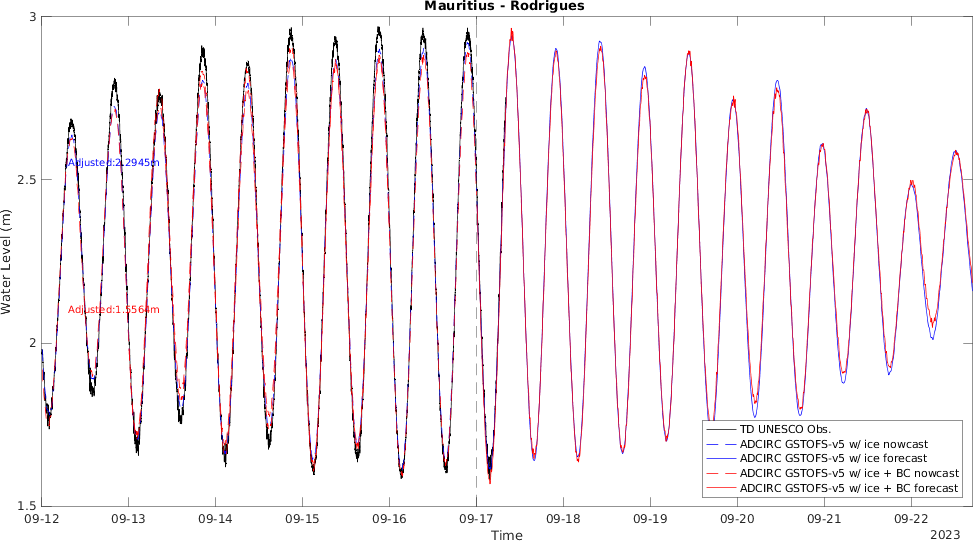 Mauritius - Rodrigues
Water Level (m)
3
2.5
2
1.5
Adjusted:2.2945m
Adjusted:1.5564m
TD UNESCO Obs.
ADCIRC GSTOFS-v5 w/ ice nowcast
ADCIRC GSTOFS-v5 w/ ice forecast
ADCIRC GSTOFS-v5 w/ ice + BC nowcast
ADCIRC GSTOFS-v5 w/ ice + BC forecast
09-12 09-13 09-14 09-15 09-16 09-17 09-18 09-19 09-20 09-21 09-22
Time
2023